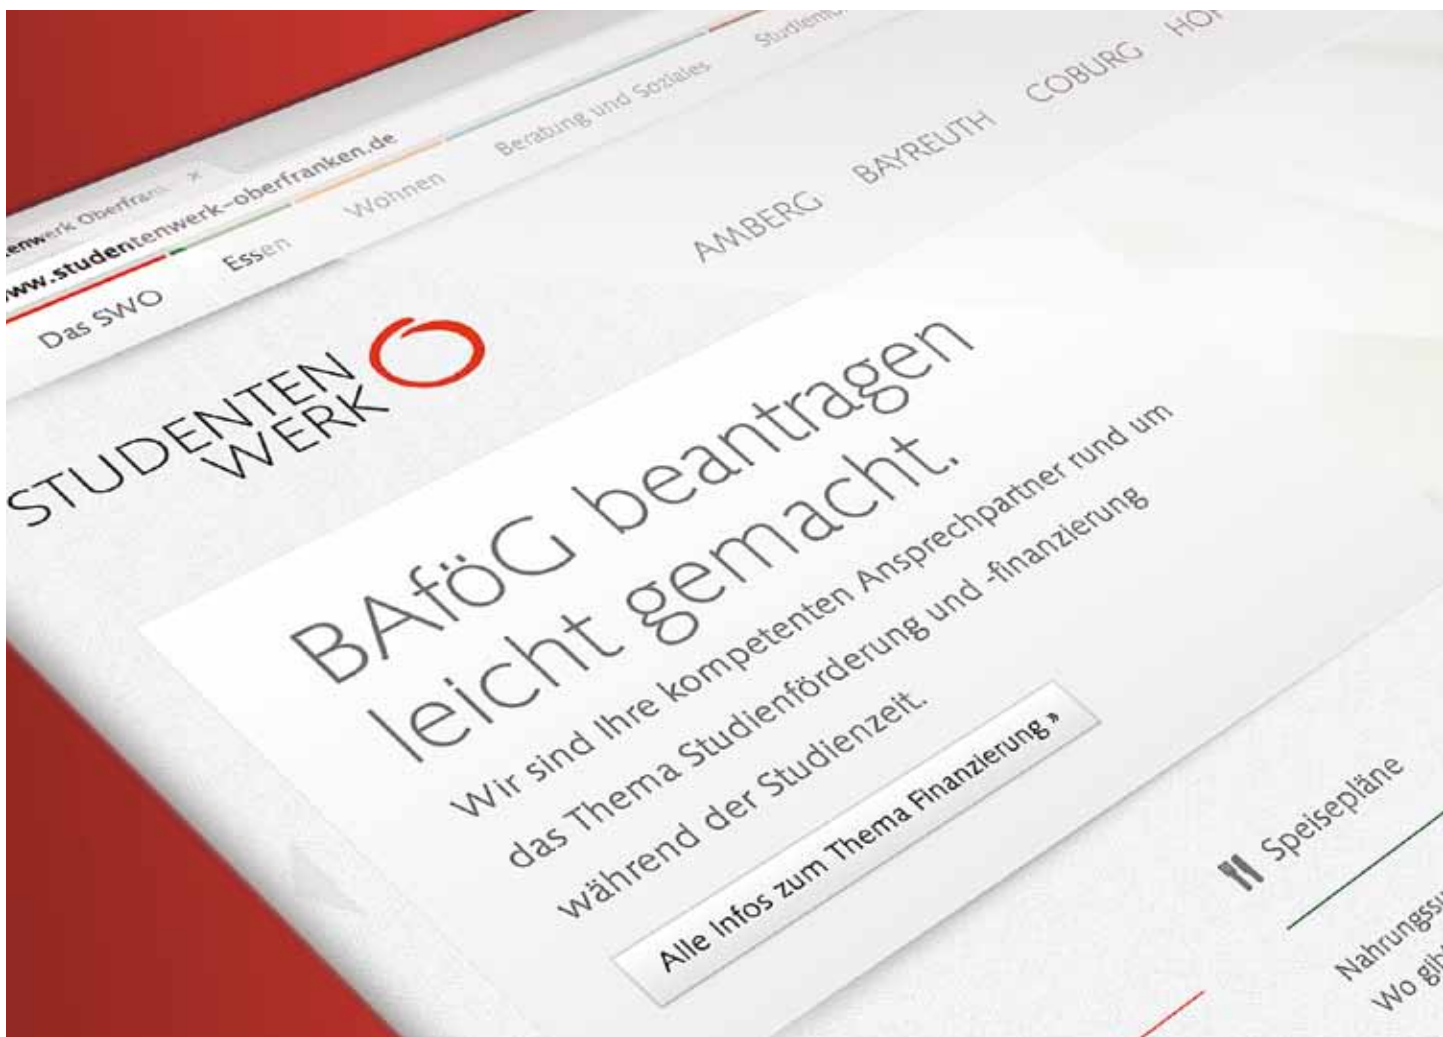 Oberfran
www.studentenwerk-oberfranken.de
Das SWO
Essen
Wohnen
Beratung und Soziales
AMBERG
BAYREUTH
COBURG
STUDENTEN
WERK
BAföG beantragen
leicht gemacht.
Wir sind Ihre kompetenten Ansprechpartner rund um
das Thema Studienförderung und -finanzierung
während der Studienzeit.
Alle Infos zum Thema Finanzierung »
Speisepläne
Wo